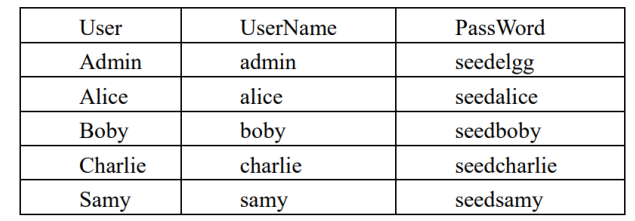 User UserName PassWord
Admin admin seedelgg
Alice alice seedalice
Boby boby seedboby
Charlie charlie seedcharlie
Samy samy seedsamy